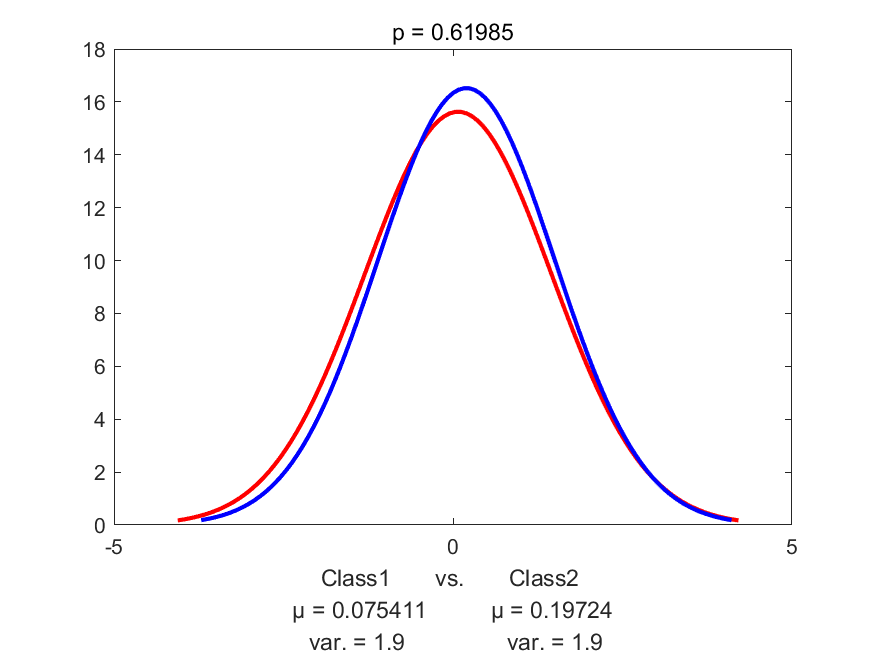 p = 0.61985
18
16
14
12
10
8
6
4
2
0
-5 0 5
Class1 vs. Class2
μ = 0.075411 μ = 0.19724
var. = 1.9 var. = 1.9